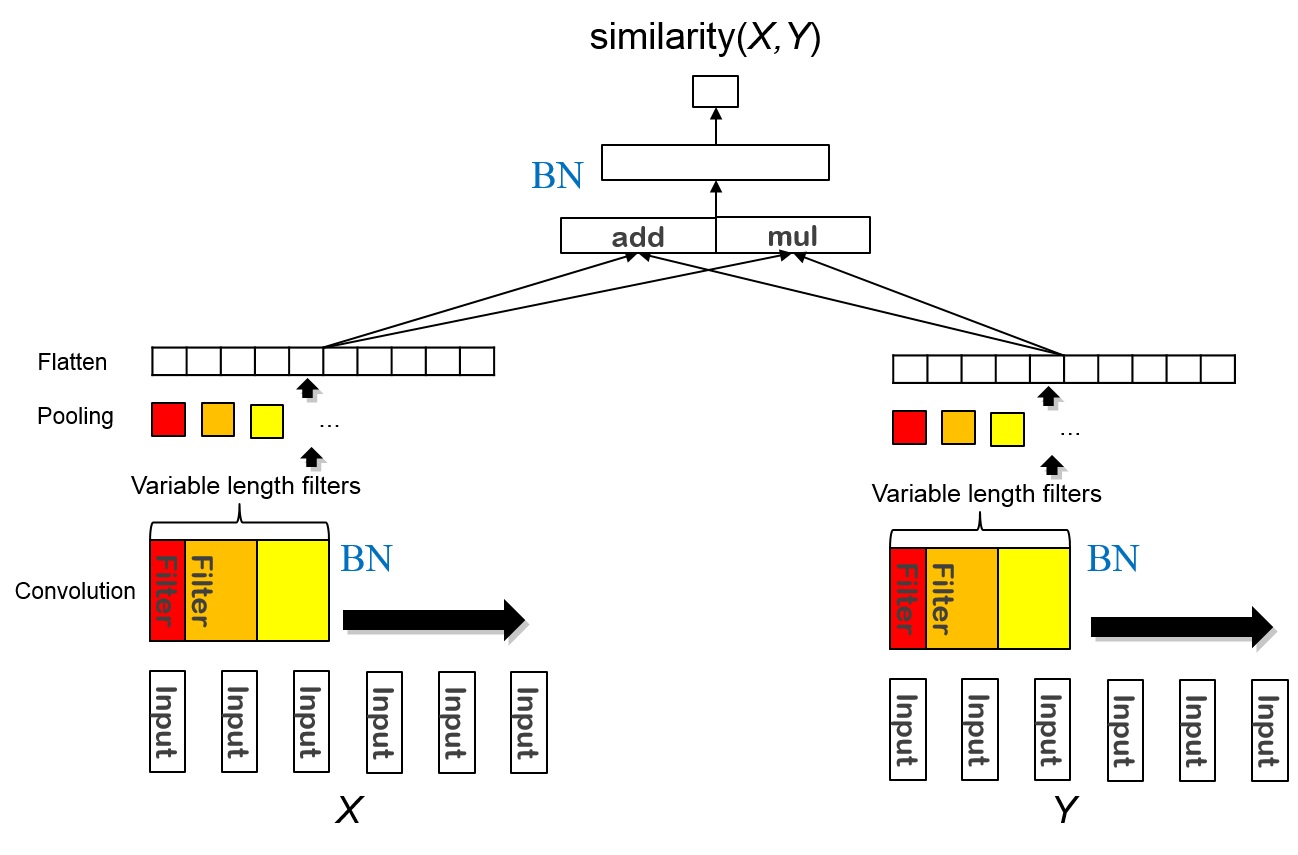 similarity(X,Y)
BN
add mul
Flatten
Pooling
...
...
Variable length filters
Variable length filters
Convolution
Filter Filter
BN
Filter Filter
BN
Input Input Input Input Input Input
Input Input Input Input Input Input
X
Y